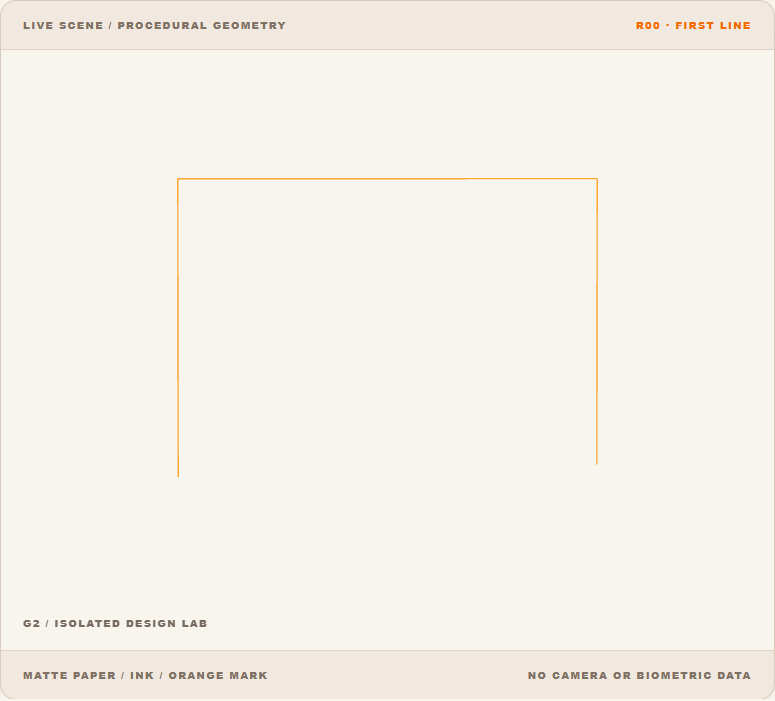 LIVE SCENE / PROCEDURAL GEOMETRY
R00 · FIRST LINE
G2 / ISOLATED DESIGN LAB
MATTE PAPER / INK / ORANGE MARK
NO CAMERA OR BIOMETRIC DATA